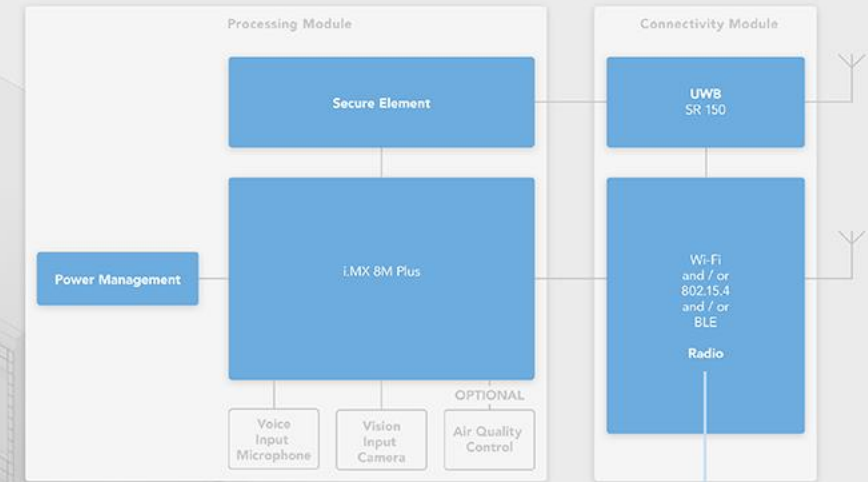 Processing Module
Connectivity Module
Secure Element
UWB
SR 150
Power Management
i.MX 8M Plus
Wi-Fi
and / or
802.15.4
and / or
BLE
Radio
OPTIONAL
Voice
Input
Microphone
Vision
Input
Camera
Air Quality
Control